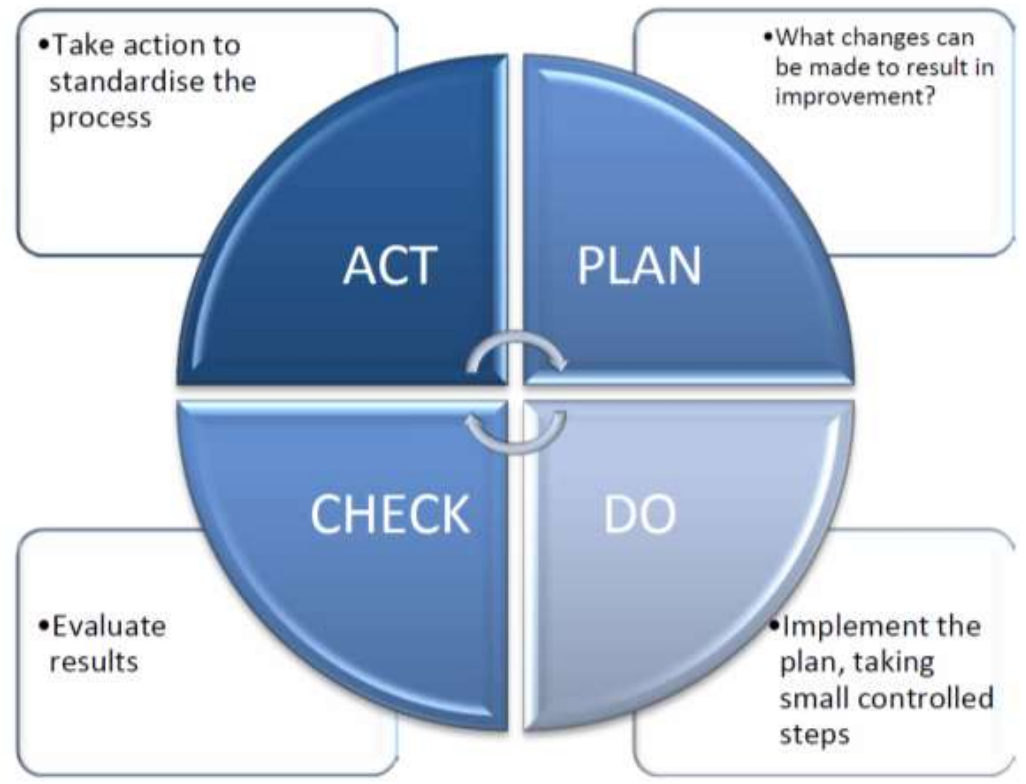 •Take action to
standardise the
process
•What changes can
be made to result in
improvement?
ACT
PLAN
CHECK
DO
•Evaluate
results
•Implement the
plan, taking
small controlled
steps